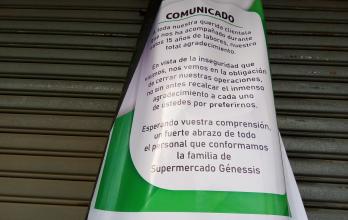 COMUNICADO
A toda nuestra querida clientela
que nos ha acompañado durante
estos 15 años de labores, nuestro
total agradecimiento.
En vista de la inseguridad que
vivimos, nos vemos en la obligación
de cerrar nuestras operaciones,
no sin antes recalcar el inmenso
agradecimiento a cada uno
de ustedes por preferirnos.
Esperando vuestra comprensión,
un fuerte abrazo de todo
el personal que conformamos
la familia de
Supermercado Génessis